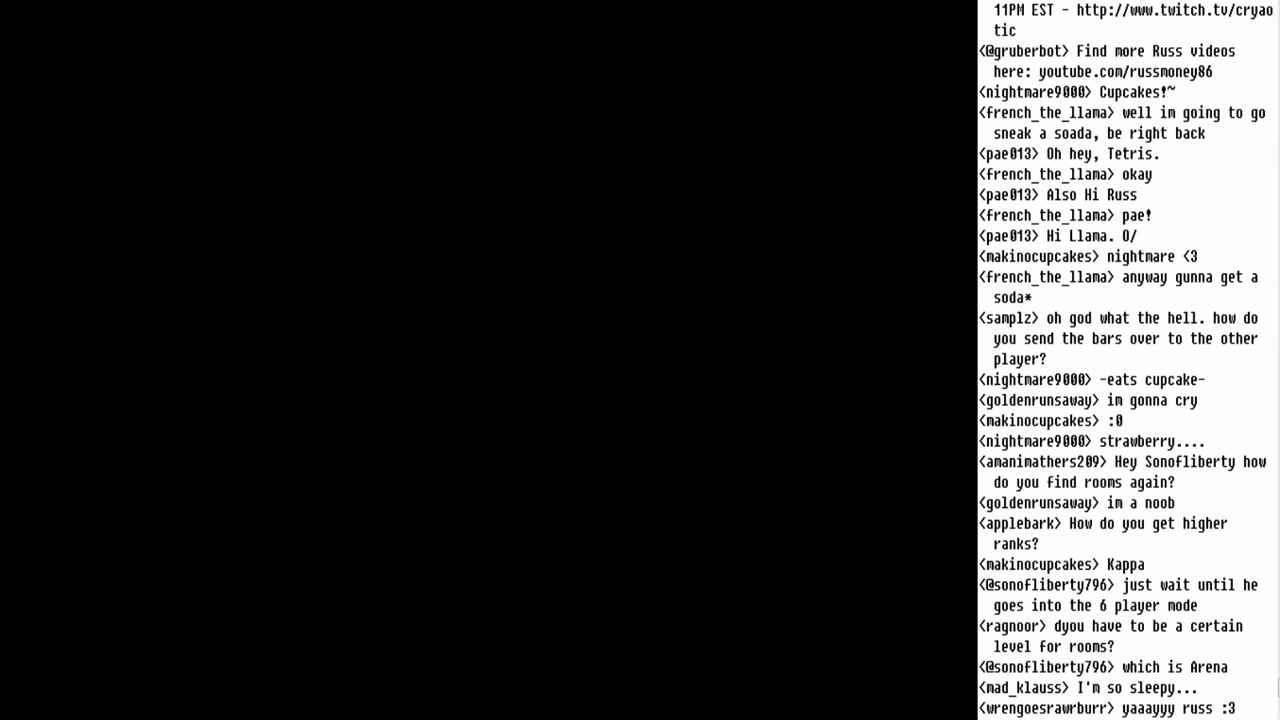 11PM EST - http://www.twitch.tv/cryao
tic
<@gruberbot> Find more Russ videos
here: youtube.com/russmoney86
<nightmare9000> Cupcakes!~
<french_the_llama> well im going to go
sneak a soada, be right back
<pae013> Oh hey, Tetris.
<french_the_llama> okay
<pae013> Also Hi Russ
<french_the_llama> pae!
<pae013> Hi Llama. O/
<makinocupcakes> nightmare <3
<french_the_llama> anyway gunna get a
soda*
<samplz> oh god what the hell. how do
you send the bars over to the other
player?
<nightmare9000> -eats cupcake-
<goldenrunsaway> im gonna cry
<makinocupcakes> :0
<nightmare9000> strawberry....
<amanimathers209> Hey Sonofliberty how
do you find rooms again?
<goldenrunsaway> im a noob
<applebark> How do you get higher
ranks?
<makinocupcakes> Kappa
<@sonofliberty796> just wait until he
goes into the 6 player mode
<ragnoor> dyou have to be a certain
level for rooms?
<@sonofliberty796> which is Arena
<mad_klauss> I'm so sleepy...
<wrengoesrawrburr> yaaayyy russ :3